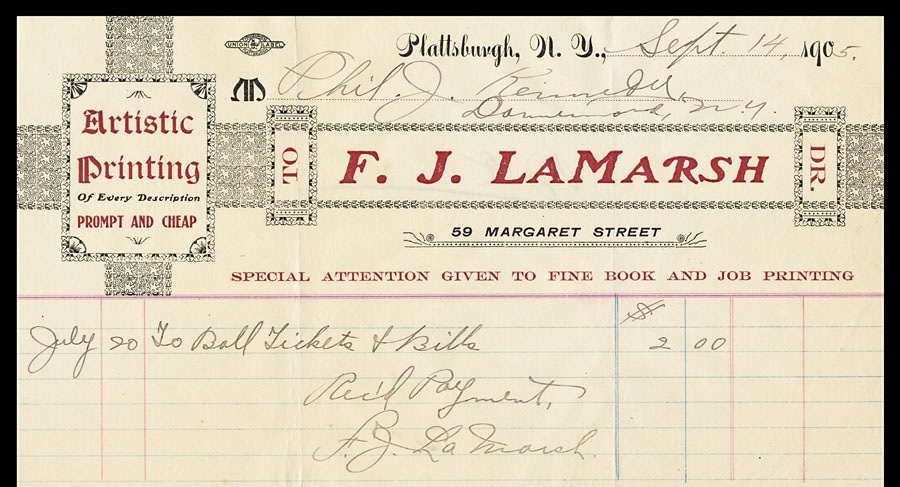 UNION LABEL
Plattsburgh, N. Y., Sept. 14, 1905.
M Phil. J. Kennedy,
Dannemora, N.Y.
Artistic
Printing
Of Every Description
PROMPT AND CHEAP
TO F. J. LAMARSH DR.
59 MARGARET STREET
SPECIAL ATTENTION GIVEN TO FINE BOOK AND JOB PRINTING
$
July 20 To Ball Tickets & Bills 2 00
Rec'd Payment,
F. J. LaMarsh.